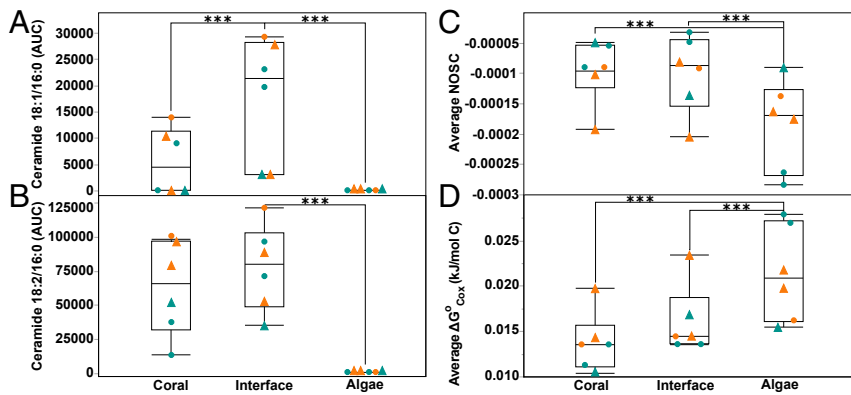 A
Ceramide 18:1/16:0 (AUC)
30000
25000
20000
15000
10000
5000
0
*** ***
B
Ceramide 18:2/16:0 (AUC)
125000
100000
75000
50000
25000
0
***
Coral Interface Algae
C
Average NOSC
-0.00005
-0.0001
-0.00015
-0.0002
-0.00025
-0.0003
*** ***
D
Average ΔG°Cox (kJ/mol C)
0.025
0.020
0.015
0.010
***
***
Coral Interface Algae